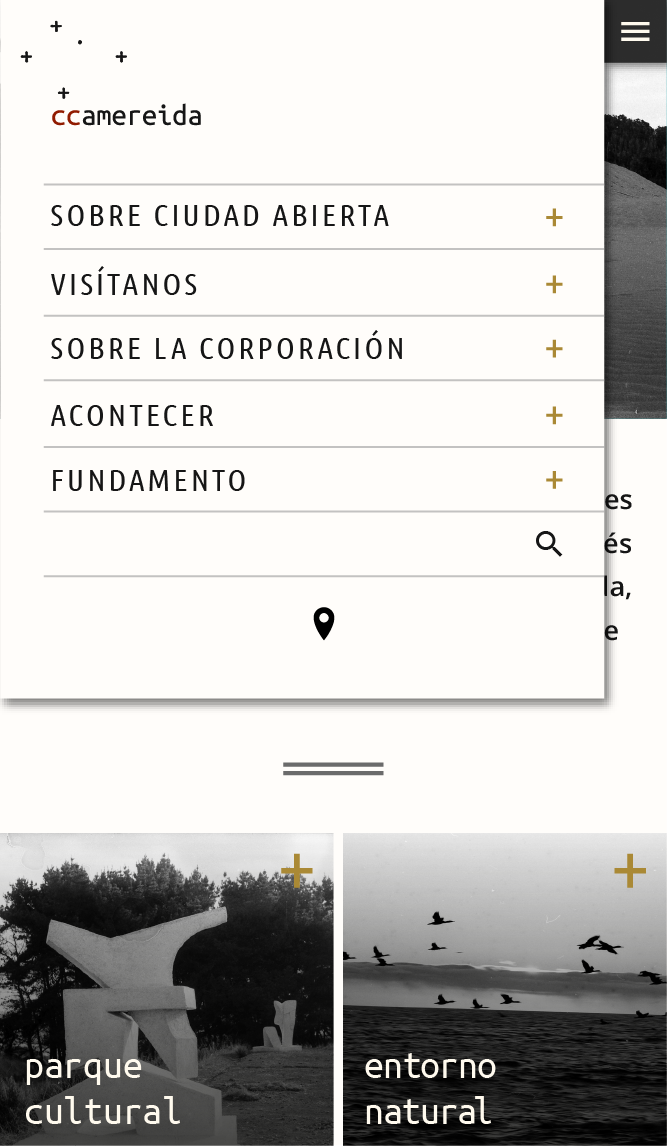 ccamereida
SOBRE CIUDAD ABIERTA
VISÍTANOS
SOBRE LA CORPORACIÓN
ACONTECER
FUNDAMENTO
es
és
la,
e
parque
cultural
entorno
natural